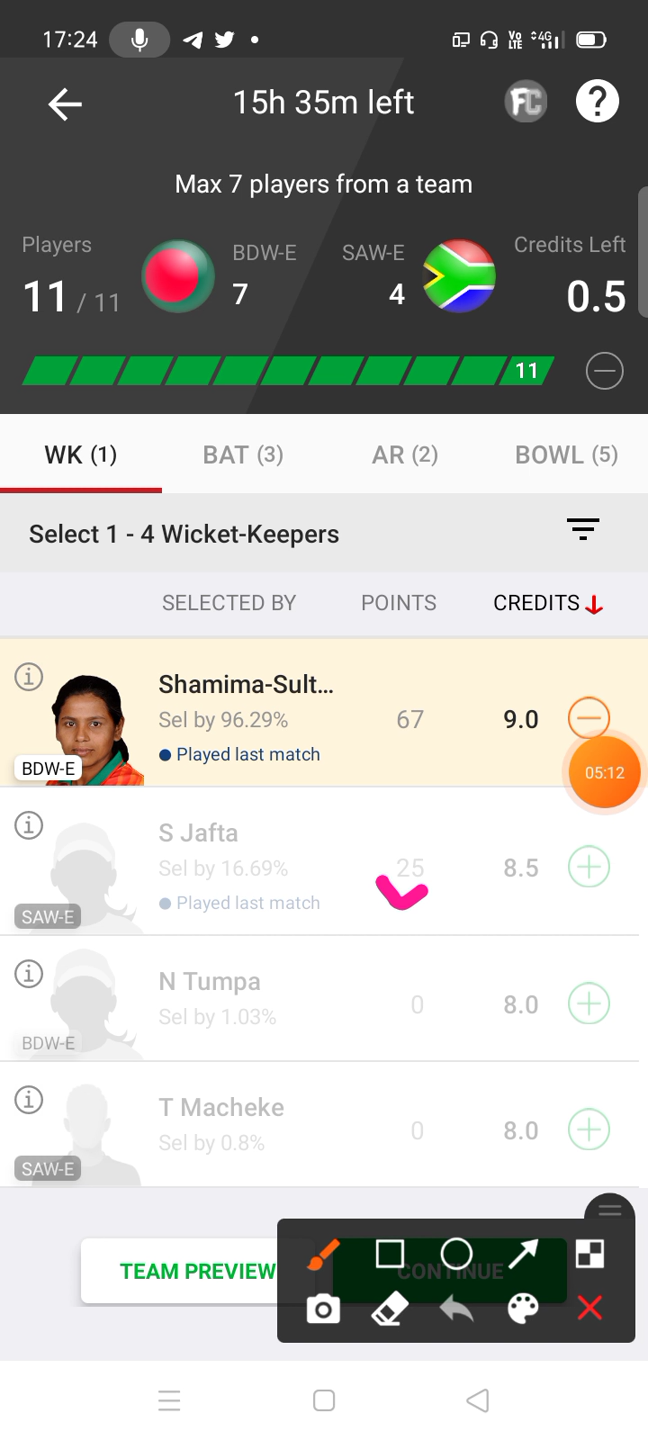 17:24
Vo LTE 4G
15h 35m left
FC
?
Max 7 players from a team
Players
BDW-E
SAW-E
Credits Left
11 / 11
7
4
0.5
11
WK (1)
BAT (3)
AR (2)
BOWL (5)
Select 1 - 4 Wicket-Keepers
SELECTED BY
POINTS
CREDITS
Shamima-Sult...
Sel by 96.29%
67
9.0
Played last match
BDW-E
05:12
S Jafta
Sel by 16.69%
25
8.5
Played last match
SAW-E
N Tumpa
Sel by 1.03%
0
8.0
BDW-E
T Macheke
Sel by 0.8%
0
8.0
SAW-E
TEAM PREVIEW
CONTINUE